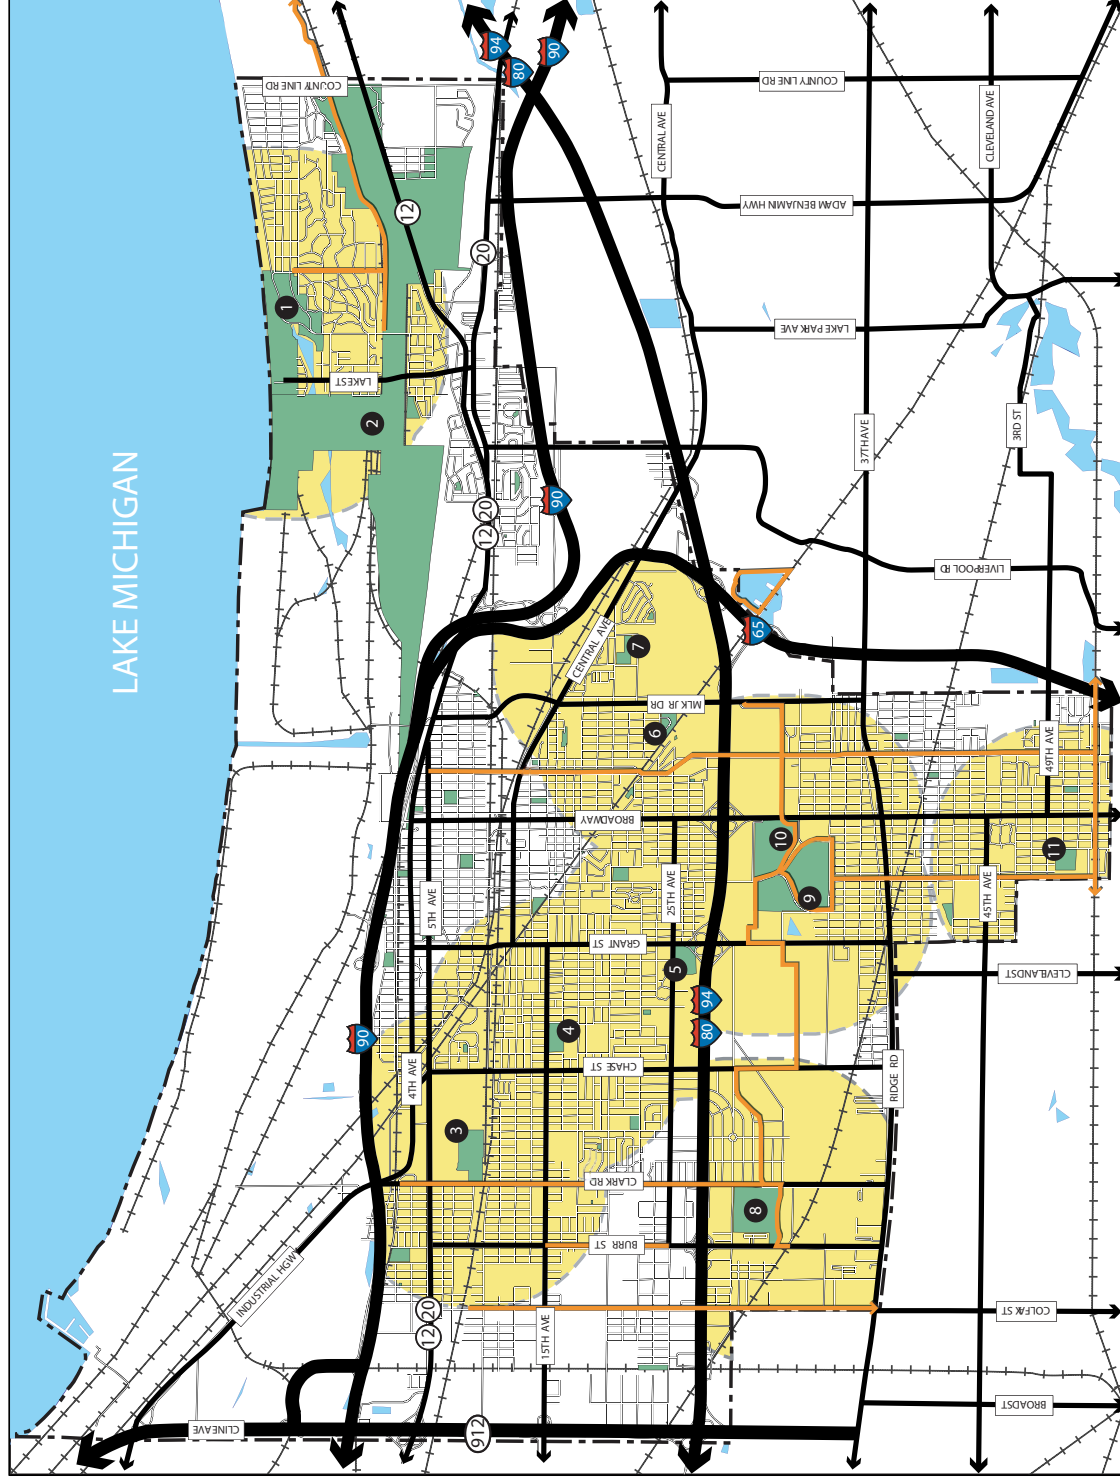 LAKE MICHIGAN
COUNTY LINE RD
94
80
90
COUNTY LINE RD
CENTRAL AVE
CLEVELAND AVE
ADAM BENJAMIN HWY
12
20
1
LAKE PARK AVE
LAKE ST
2
37TH AVE
3RD ST
90
12
20
LIVERPOOL RD
65
CENTRAL AVE
7
MLK JR DR
6
49TH AVE
BROADWAY
10
11
5TH AVE
25TH AVE
9
45TH AVE
GRANT ST
5
CLEVELAND ST
94
80
90
4
4TH AVE
CHASE ST
RIDGE RD
3
CLARK RD
8
BURR ST
INDUSTRIAL HGW
20
12
15TH AVE
COLFAX ST
BROAD ST
CLINE AVE
912